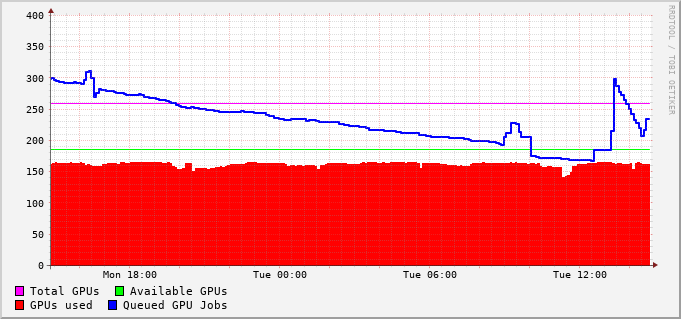 400
350
300
250
200
150
100
50
0
Mon 18:00 Tue 00:00 Tue 06:00 Tue 12:00
Total GPUs Available GPUs
GPUs used Queued GPU Jobs
RRDTOOL / TOBI OETIKER